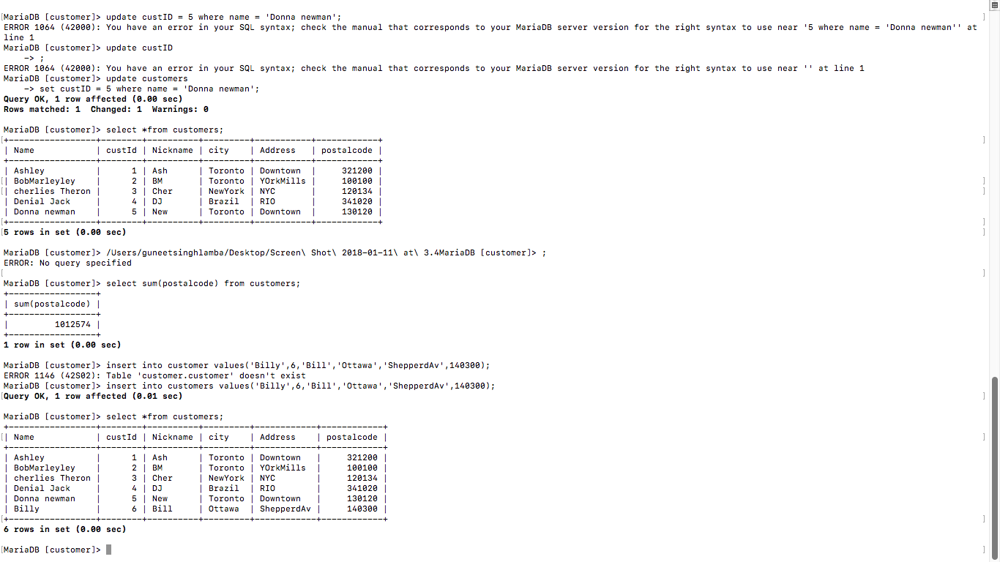 [MariaDB [customer]> update custID = 5 where name = 'Donna newman'; ]
ERROR 1064 (42000): You have an error in your SQL syntax; check the manual that corresponds to your MariaDB server version for the right syntax to use near '5 where name = 'Donna newman'' at
line 1
MariaDB [customer]> update custID
    -> ;
ERROR 1064 (42000): You have an error in your SQL syntax; check the manual that corresponds to your MariaDB server version for the right syntax to use near '' at line 1
MariaDB [customer]> update customers
    -> set custID = 5 where name = 'Donna newman';
Query OK, 1 row affected (0.00 sec)
Rows matched: 1  Changed: 1  Warnings: 0
MariaDB [customer]> select *from customers;
[+-----------------+--------+----------+---------+-----------+------------+ ]
| Name            | custId | Nickname | city    | Address   | postalcode |
+-----------------+--------+----------+---------+-----------+------------+
| Ashley          |      1 | Ash      | Toronto | Downtown  |     321200 |
[| BobMarleyley    |      2 | BM       | Toronto | YOrkMills |     100100 | ]
[| cherlies Theron |      3 | Cher     | NewYork | NYC       |     120134 | ]
| Denial Jack     |      4 | DJ       | Brazil  | RIO       |     341020 |
| Donna newman    |      5 | New      | Toronto | Downtown  |     130120 |
[+-----------------+--------+----------+---------+-----------+------------+ ]
[5 rows in set (0.00 sec) ]
MariaDB [customer]> /Users/guneetsinghlamba/Desktop/Screen\ Shot\ 2018-01-11\ at\ 3.4MariaDB [customer]> ;
ERROR: No query specified
[ ]
MariaDB [customer]> select sum(postalcode) from customers;
+-----------------+
| sum(postalcode) |
+-----------------+
|         1012574 |
+-----------------+
1 row in set (0.00 sec)
MariaDB [customer]> insert into customer values('Billy',6,'Bill','Ottawa','ShepperdAv',140300);
ERROR 1146 (42S02): Table 'customer.customer' doesn't exist
MariaDB [customer]> insert into customers values('Billy',6,'Bill','Ottawa','ShepperdAv',140300);
[Query OK, 1 row affected (0.01 sec) ]
MariaDB [customer]> select *from customers;
+-----------------+--------+----------+---------+------------+------------+
[| Name            | custId | Nickname | city    | Address    | postalcode | ]
+-----------------+--------+----------+---------+------------+------------+
| Ashley          |      1 | Ash      | Toronto | Downtown   |     321200 |
| BobMarleyley    |      2 | BM       | Toronto | YOrkMills  |     100100 |
| cherlies Theron |      3 | Cher     | NewYork | NYC        |     120134 |
| Denial Jack     |      4 | DJ       | Brazil  | RIO        |     341020 |
| Donna newman    |      5 | New      | Toronto | Downtown   |     130120 |
| Billy           |      6 | Bill     | Ottawa  | ShepperdAv |     140300 |
[+-----------------+--------+----------+---------+------------+------------+ ]
6 rows in set (0.00 sec)
[MariaDB [customer]> ]